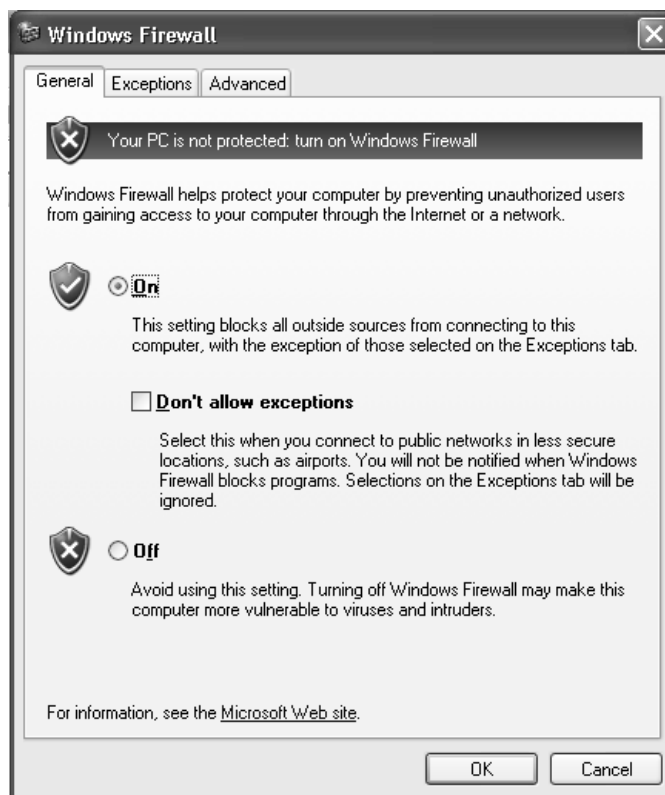 Windows Firewall
General Exceptions Advanced
Your PC is not protected: turn on Windows Firewall
Windows Firewall helps protect your computer by preventing unauthorized users
from gaining access to your computer through the Internet or a network.
On
This setting blocks all outside sources from connecting to this
computer, with the exception of those selected on the Exceptions tab.
Don't allow exceptions
Select this when you connect to public networks in less secure
locations, such as airports. You will not be notified when Windows
Firewall blocks programs. Selections on the Exceptions tab will be
ignored.
Off
Avoid using this setting. Turning off Windows Firewall may make this
computer more vulnerable to viruses and intruders.
For information, see the Microsoft Web site.
OK Cancel